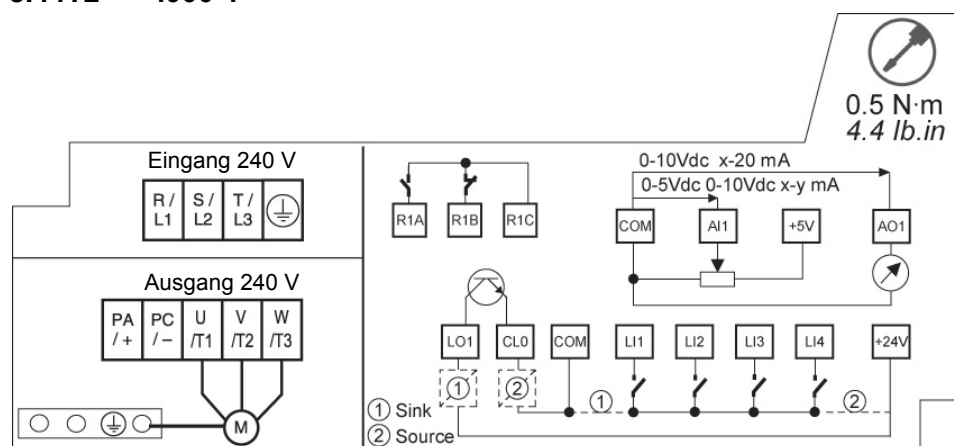 0.5 N·m
4.4 lb.in
Eingang 240 V
R / L1 S / L2 T / L3
R1A R1B R1C
0-10Vdc x-20 mA
0-5Vdc 0-10Vdc x-y mA
COM AI1 +5V AO1
Ausgang 240 V
PA / + PC / − U /T1 V /T2 W /T3
M
LO1 CL0 COM LI1 LI2 LI3 LI4 +24V
① ② ① ②
① Sink
② Source